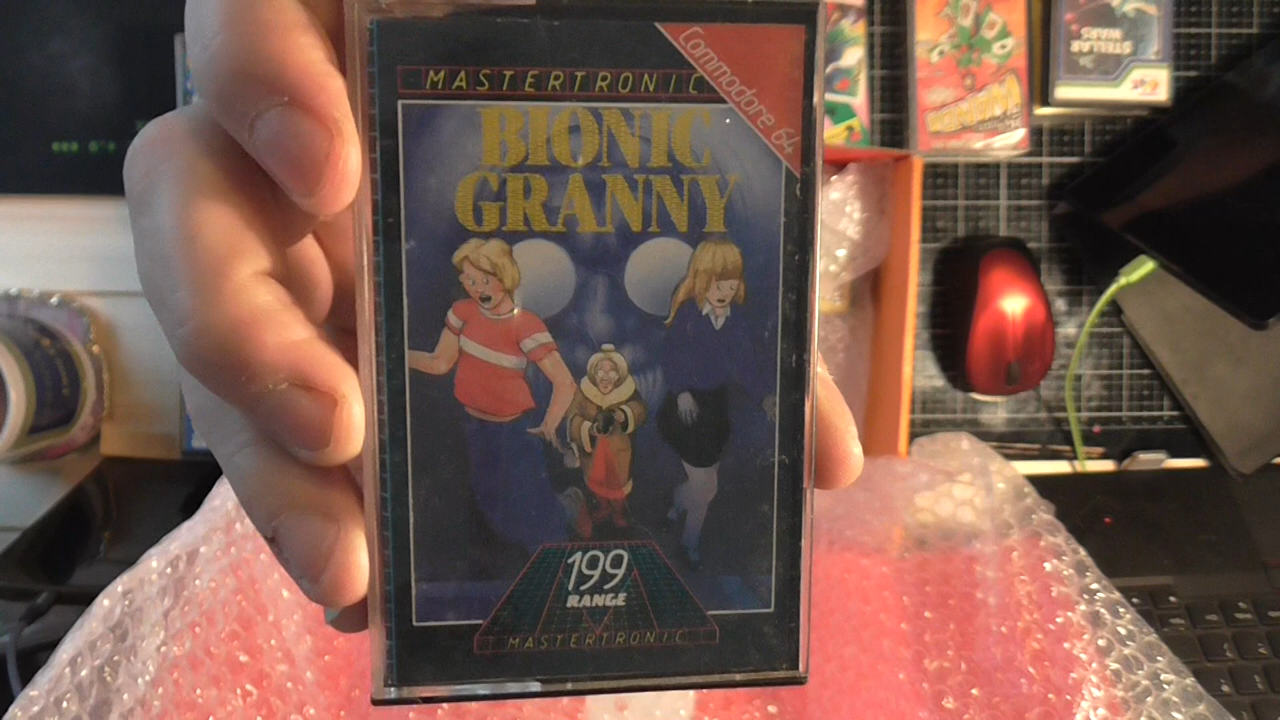 MASTERTRONIC
Commodore 64
BIONIC
GRANNY
199
RANGE
MASTERTRONIC
STELLAR
WARS